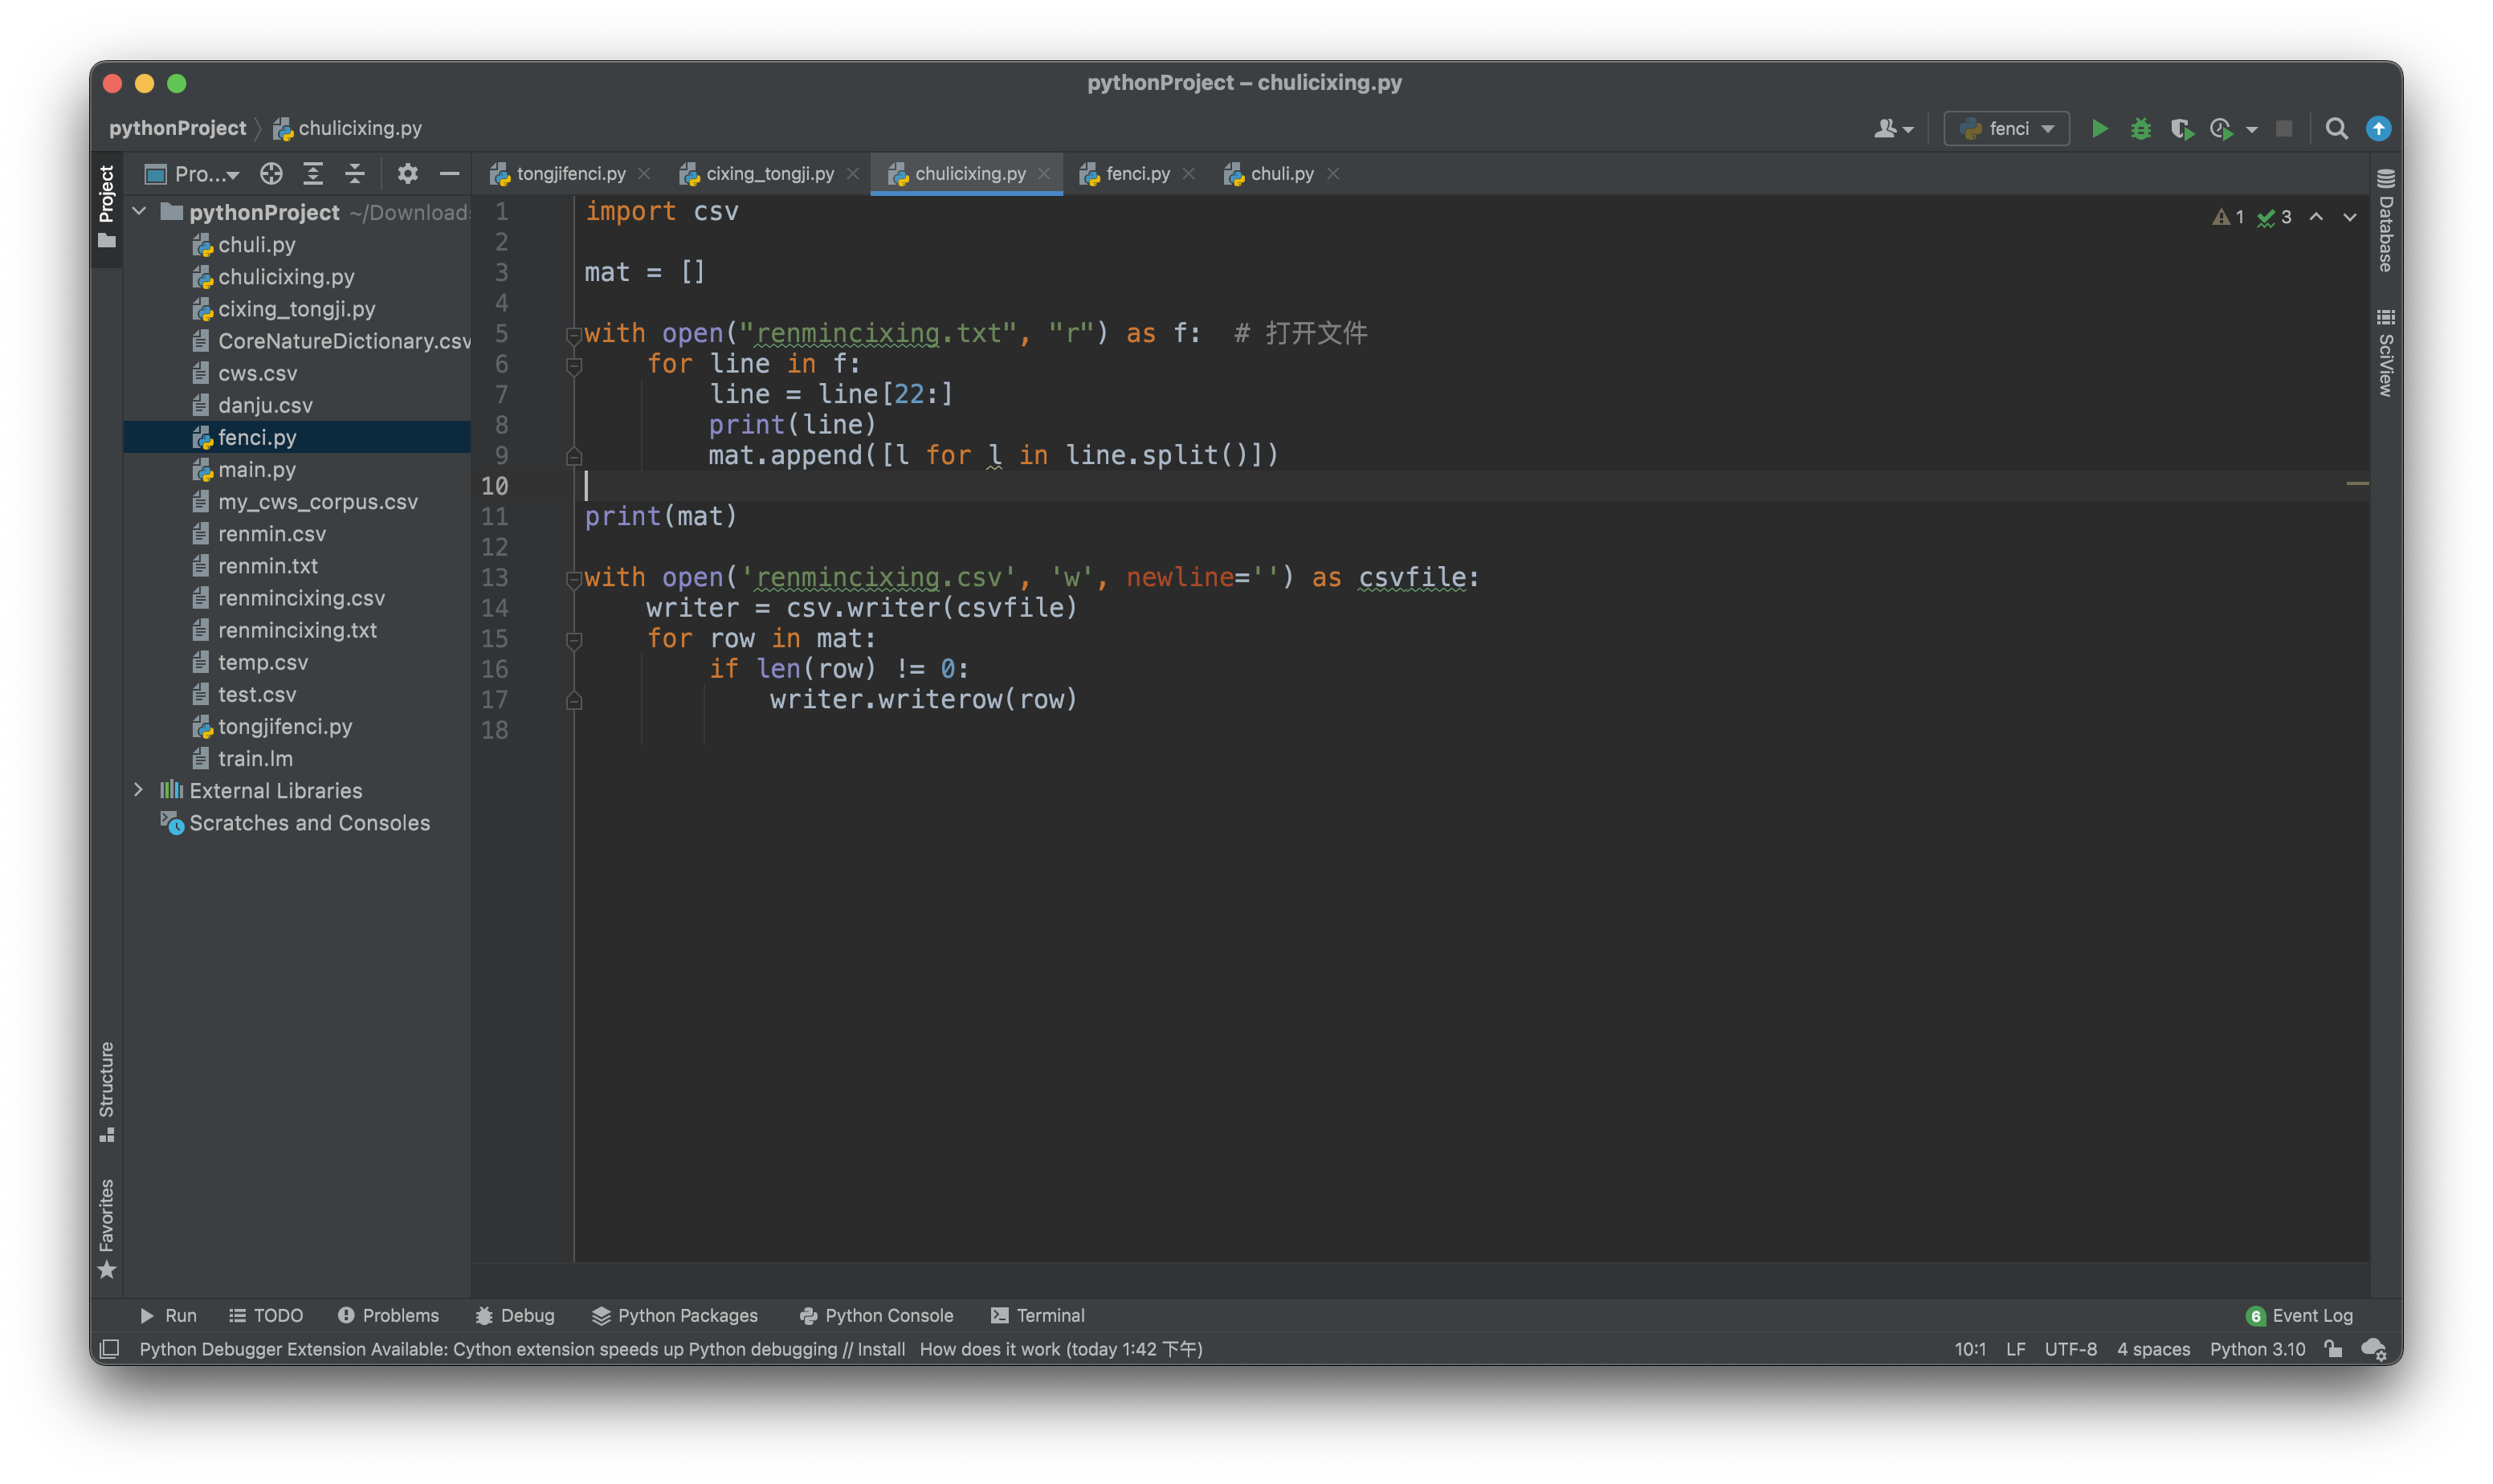 pythonProject – chulicixing.py
pythonProject chulicixing.py
fenci
Project
Pro...
tongjifenci.py
cixing_tongji.py
chulicixing.py
fenci.py
chuli.py
pythonProject ~/Downloads
chuli.py
chulicixing.py
cixing_tongji.py
CoreNatureDictionary.csv
cws.csv
danju.csv
fenci.py
main.py
my_cws_corpus.csv
renmin.csv
renmin.txt
renmincixing.csv
renmincixing.txt
temp.csv
test.csv
tongjifenci.py
train.lm
External Libraries
Scratches and Consoles
1 import csv
2
3 mat = []
4
5 with open("renmincixing.txt", "r") as f:  # 打开文件
6     for line in f:
7         line = line[22:]
8         print(line)
9         mat.append([l for l in line.split()])
10
11 print(mat)
12
13 with open('renmincixing.csv', 'w', newline='') as csvfile:
14     writer = csv.writer(csvfile)
15     for row in mat:
16         if len(row) != 0:
17             writer.writerow(row)
18
1 3
Database
SciView
Structure
Favorites
Run TODO Problems Debug Python Packages Python Console Terminal
6 Event Log
Python Debugger Extension Available: Cython extension speeds up Python debugging // Install How does it work (today 1:42 下午)
10:1 LF UTF-8 4 spaces Python 3.10